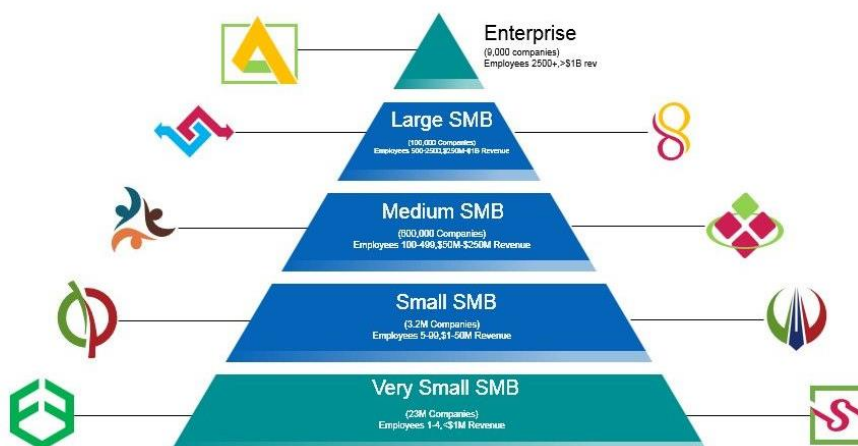 Enterprise
(9,000 companies)
Employees 2500+,>$1B rev
Large SMB
(100,000 Companies)
Employees 500-2500,$250M-$1B Revenue
Medium SMB
(600,000 Companies)
Employees 100-499,$50M-$250M Revenue
Small SMB
(3.2M Companies)
Employees 5-99,$1-50M Revenue
Very Small SMB
(23M Companies)
Employees 1-4,<$1M Revenue